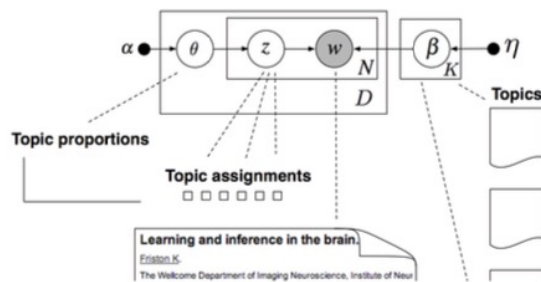 α θ z w β η
N K
D
Topics
Topic proportions
Topic assignments
Learning and inference in the brain.
Friston K.
The Wellcome Department of Imaging Neuroscience, Institute of Neur